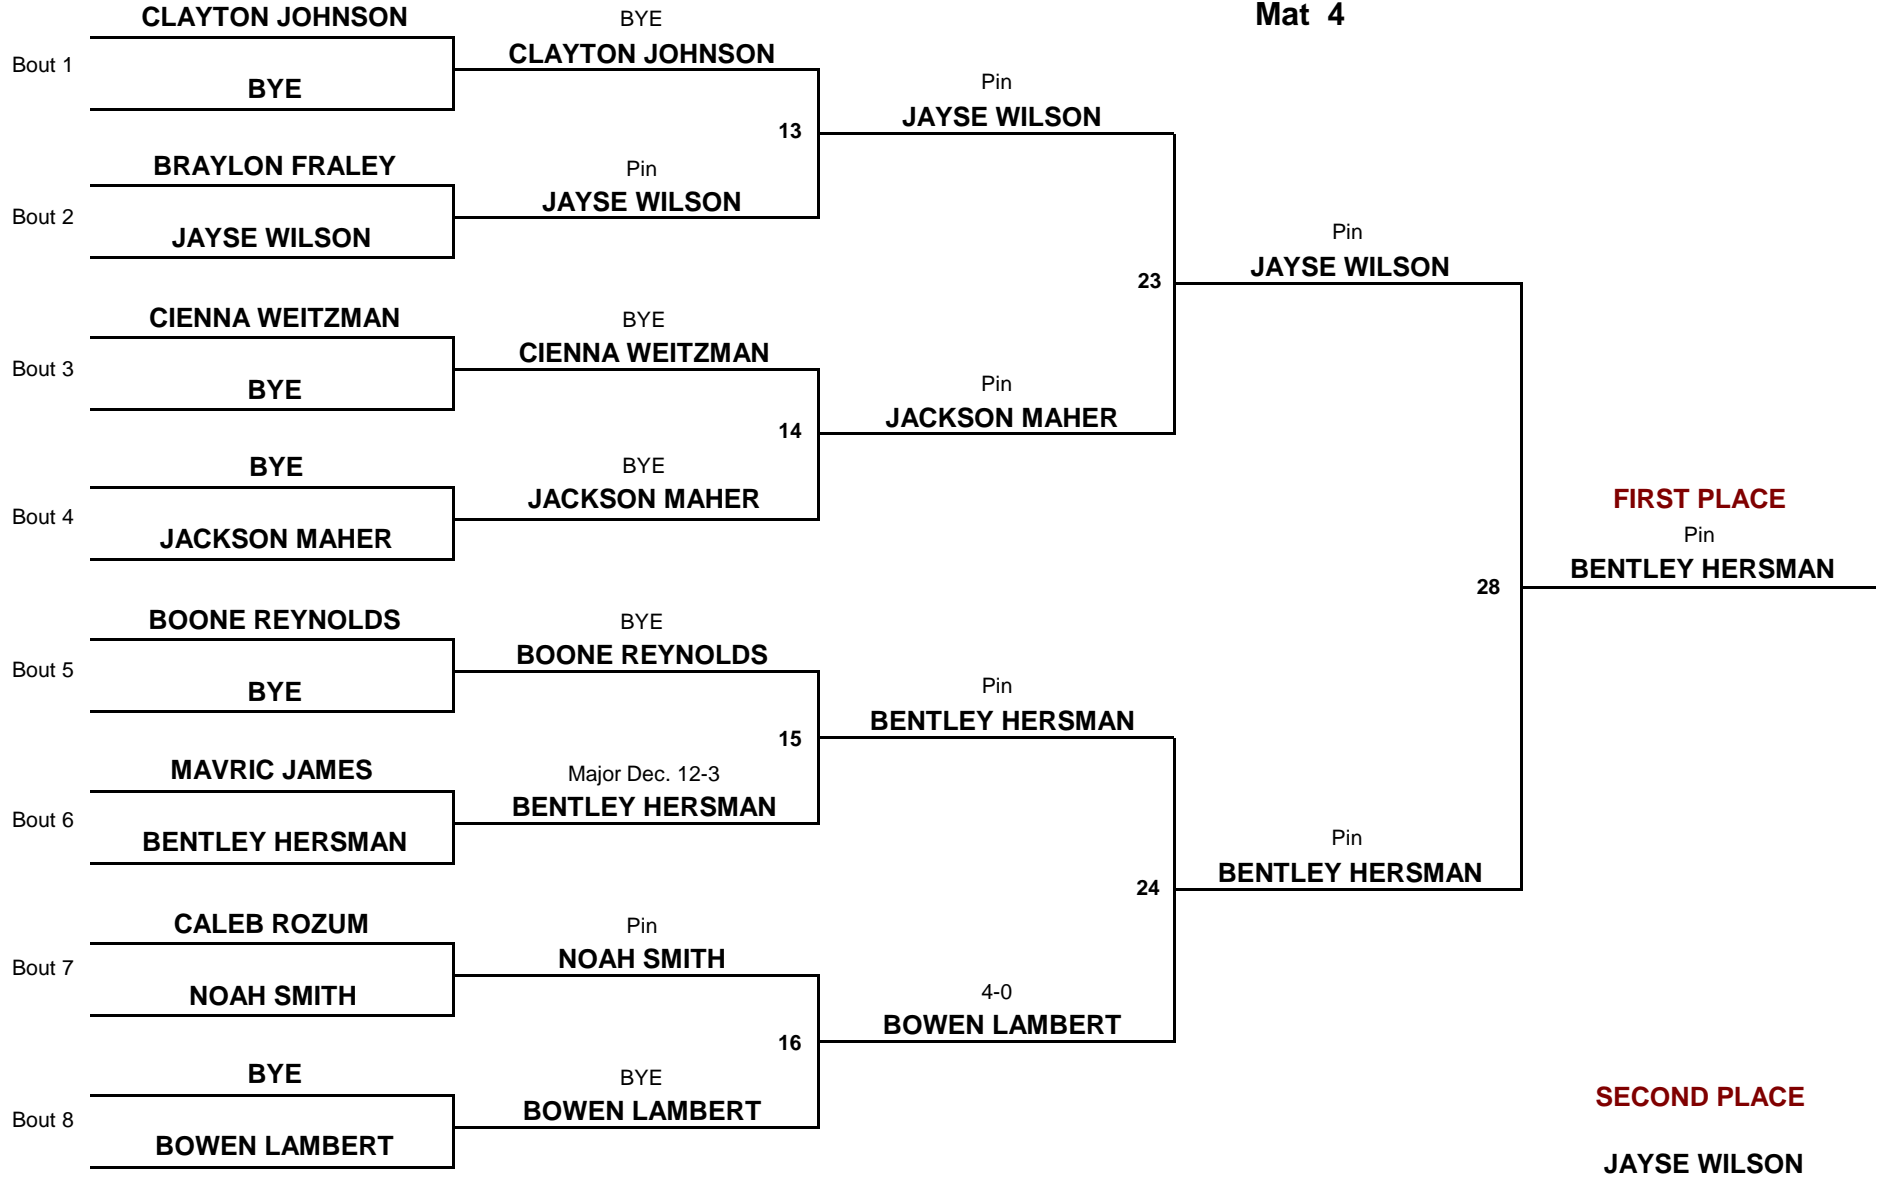 Mat 4
CLAYTON JOHNSON
Bout 1
BYE
BRAYLON FRALEY
Bout 2
JAYSE WILSON
CIENNA WEITZMAN
Bout 3
BYE
BYE
Bout 4
JACKSON MAHER
BOONE REYNOLDS
Bout 5
BYE
MAVRIC JAMES
Bout 6
BENTLEY HERSMAN
CALEB ROZUM
Bout 7
NOAH SMITH
BYE
Bout 8
BOWEN LAMBERT
BYE
CLAYTON JOHNSON
13
Pin
JAYSE WILSON
BYE
CIENNA WEITZMAN
14
BYE
JACKSON MAHER
BYE
BOONE REYNOLDS
15
Major Dec. 12-3
BENTLEY HERSMAN
Pin
NOAH SMITH
16
BYE
BOWEN LAMBERT
Pin
JAYSE WILSON
23
Pin
JACKSON MAHER
Pin
BENTLEY HERSMAN
24
4-0
BOWEN LAMBERT
Pin
JAYSE WILSON
28
Pin
BENTLEY HERSMAN
FIRST PLACE
Pin
BENTLEY HERSMAN
SECOND PLACE
JAYSE WILSON